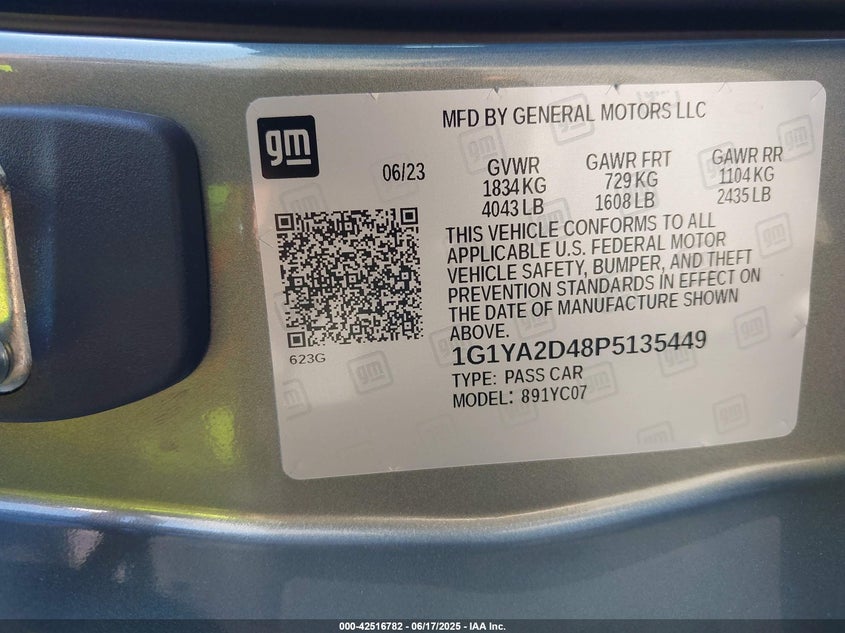 gm
MFD BY GENERAL MOTORS LLC
06/23
GVWR
1834 KG
4043 LB
GAWR FRT
729 KG
1608 LB
GAWR RR
1104 KG
2435 LB
THIS VEHICLE CONFORMS TO ALL
APPLICABLE U.S. FEDERAL MOTOR
VEHICLE SAFETY, BUMPER, AND THEFT
PREVENTION STANDARDS IN EFFECT ON
THE DATE OF MANUFACTURE SHOWN
ABOVE.
623G
1G1YA2D48P5135449
TYPE: PASS CAR
MODEL: 891YC07
000-42516782 - 06/17/2025 - IAA Inc.